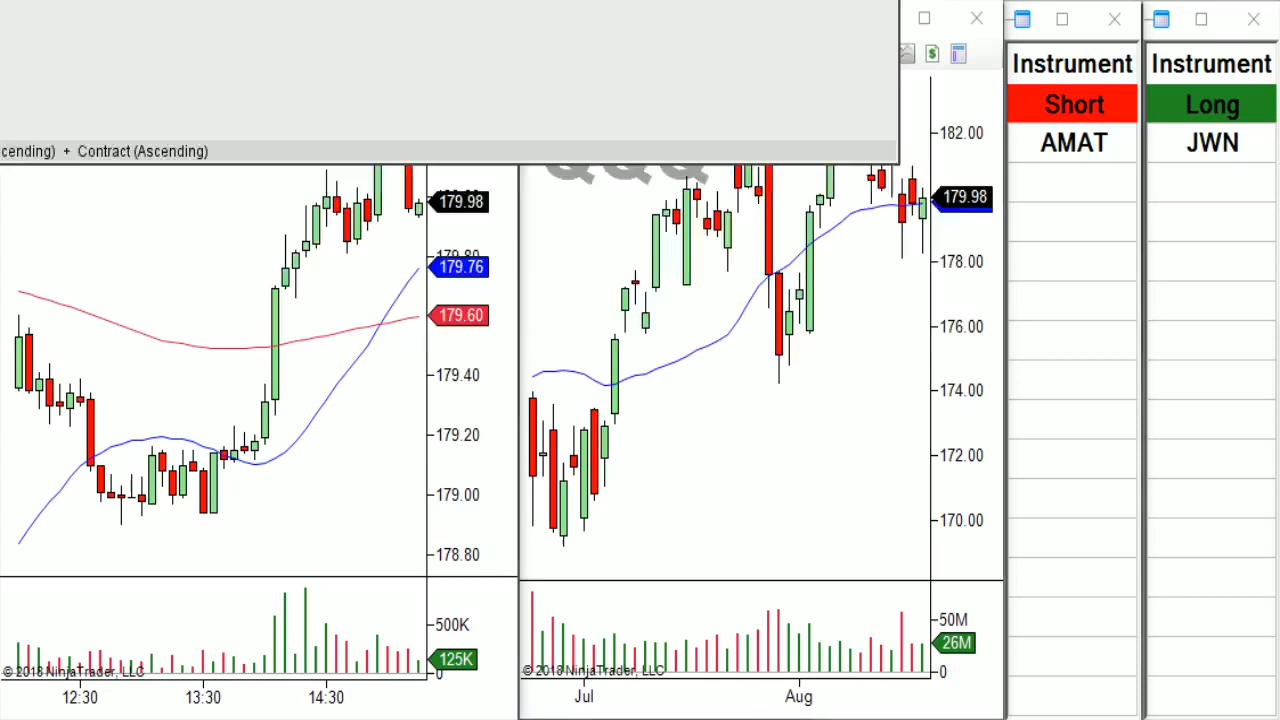 cending) + Contract (Ascending)
179.98
179.76
179.60
179.40
179.20
179.00
178.80
500K
125K
0
© 2018 NinjaTrader, LLC
12:30 13:30 14:30
QQQ
182.00
179.98
178.00
176.00
174.00
172.00
170.00
50M
26M
0
© 2018 NinjaTrader, LLC
Jul Aug
Instrument
Short
AMAT
Instrument
Long
JWN